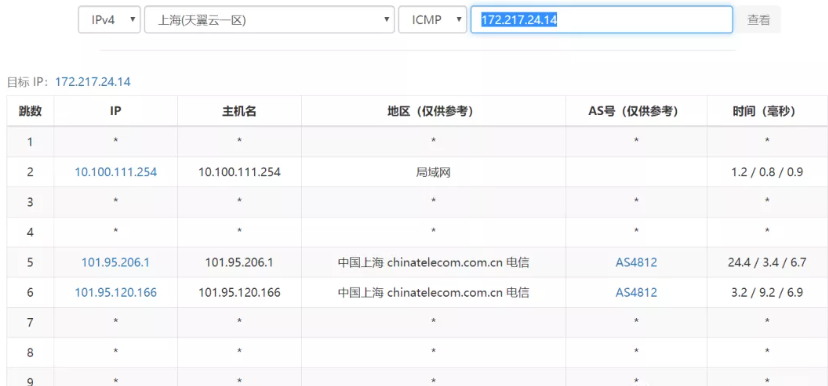 IPv4 上海(天翼云一区) ICMP 172.217.24.14 查看
目标 IP： 172.217.24.14
跳数 IP 主机名 地区（仅供参考） AS号（仅供参考） 时间（毫秒）
1 * * * * *
2 10.100.111.254 10.100.111.254 局域网 1.2 / 0.8 / 0.9
3 * * * * *
4 * * * * *
5 101.95.206.1 101.95.206.1 中国上海 chinatelecom.com.cn 电信 AS4812 24.4 / 3.4 / 6.7
6 101.95.120.166 101.95.120.166 中国上海 chinatelecom.com.cn 电信 AS4812 3.2 / 9.2 / 6.9
7 * * * * *
8 * * * * *
9 * * * * *